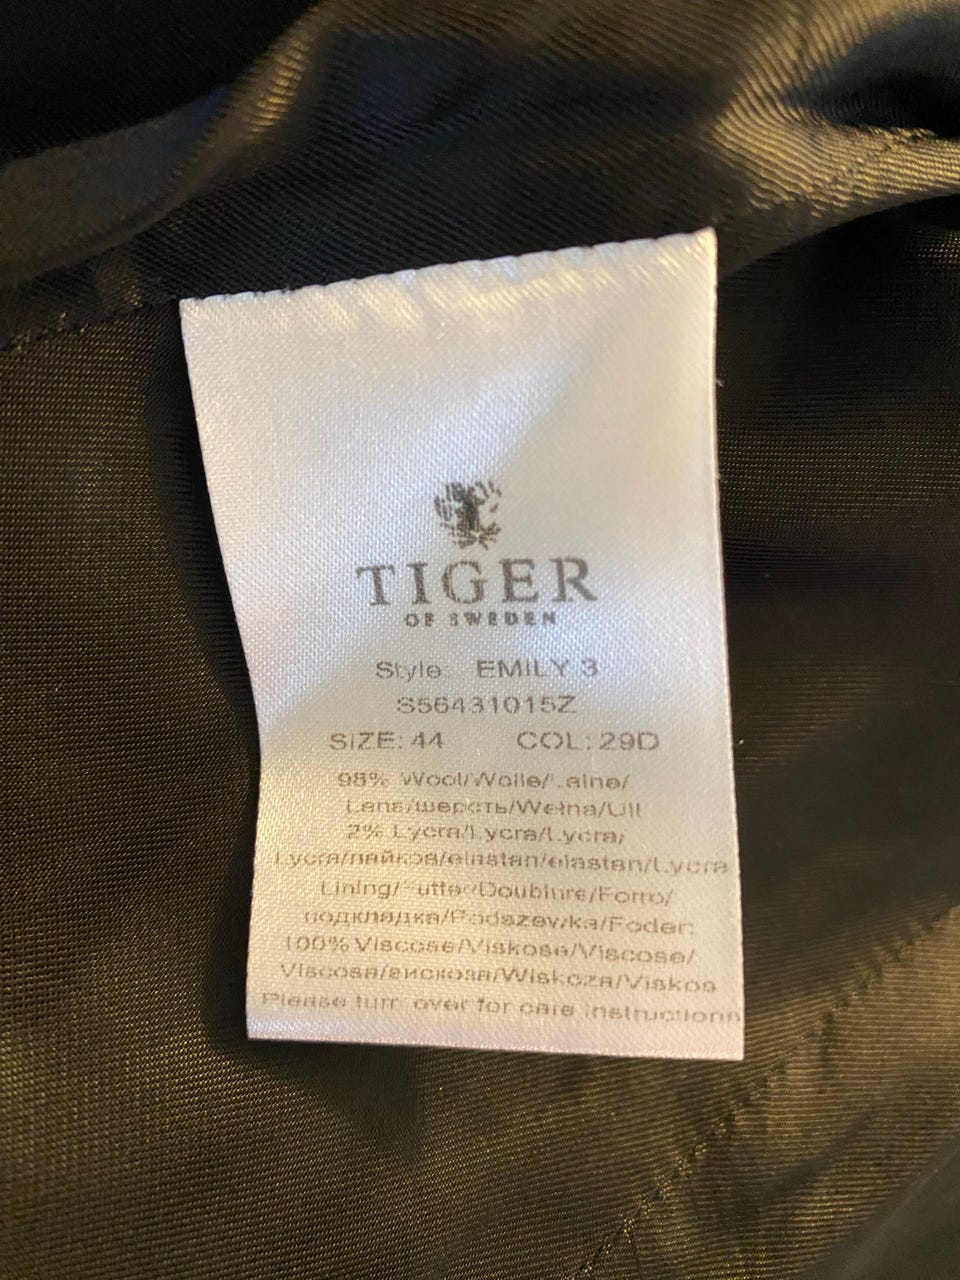 TIGER
OF SWEDEN
Style: EMILY 3
S56431015Z
SIZE: 44 COL: 29D
98% Wool/Wolle/Laine/
Lana/шерсть/Wełna/Ull
2% Lycra/Lycra/Lycra/
Lycra/лайкра/elastan/elastan/Lycra
Lining/Futter/Doublure/Forro/
подкладка/Podszewka/Foder:
100% Viscose/Viskose/Viscose/
Viscosa/вискоза/Wiskoza/Viskos
Please turn over for care instructions